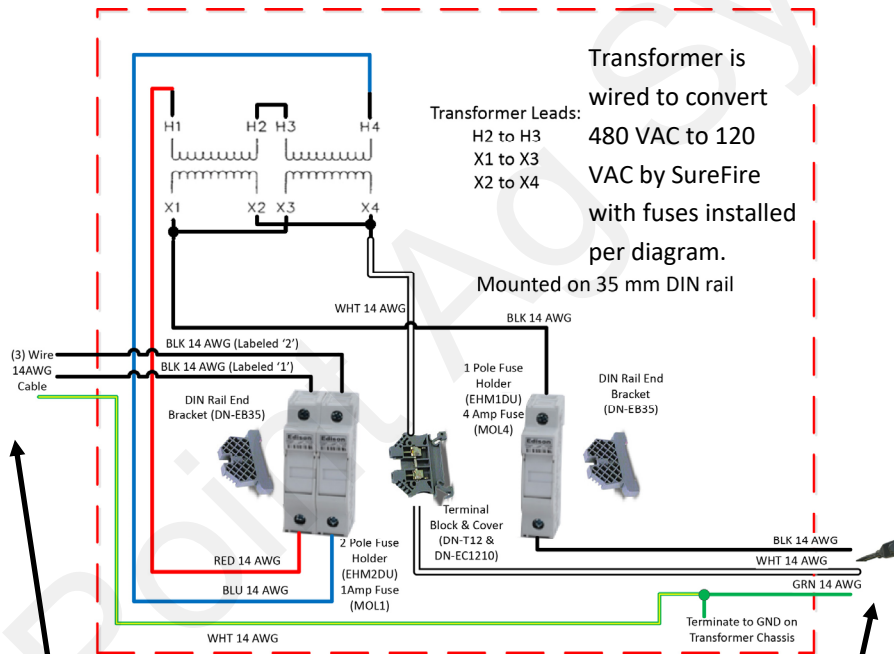 Transformer is
wired to convert
480 VAC to 120
VAC by SureFire
with fuses installed
per diagram.
Mounted on 35 mm DIN rail
Transformer Leads:
H2 to H3
X1 to X3
X2 to X4
H1
H2 H3
H4
X1
X2 X3
X4
WHT 14 AWG
BLK 14 AWG
(3) Wire
14AWG
Cable
BLK 14 AWG (Labeled '2')
BLK 14 AWG (Labeled '1')
DIN Rail End
Bracket (DN-EB35)
1 Pole Fuse
Holder
(EHM1DU)
4 Amp Fuse
(MOL4)
DIN Rail End
Bracket
(DN-EB35)
Edison
Edison
Edison
Terminal
Block & Cover
(DN-T12 &
DN-EC1210)
2 Pole Fuse
Holder
(EHM2DU)
1Amp Fuse
(MOL1)
RED 14 AWG
BLU 14 AWG
WHT 14 AWG
BLK 14 AWG
WHT 14 AWG
GRN 14 AWG
Terminate to GND on
Transformer Chassis
Point Ag Sy